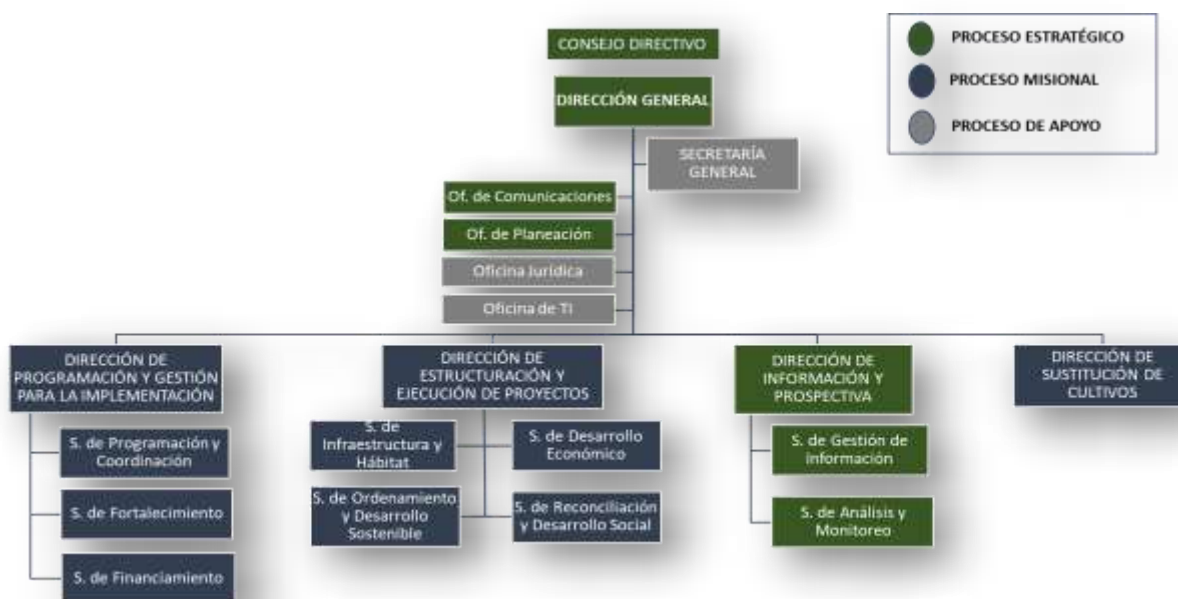 CONSEJO DIRECTIVO
DIRECCIÓN GENERAL
SECRETARÍA
GENERAL
Of. de Comunicaciones
Of. de Planeación
Oficina Jurídica
Oficina de TI
PROCESO ESTRATÉGICO
PROCESO MISIONAL
PROCESO DE APOYO
DIRECCIÓN DE
PROGRAMACIÓN Y GESTIÓN
PARA LA IMPLEMENTACIÓN
S. de Programación y
Coordinación
S. de Fortalecimiento
S. de Financiamiento
DIRECCIÓN DE
ESTRUCTURACIÓN Y
EJECUCIÓN DE PROYECTOS
S. de
Infraestructura y
Hábitat
S. de Desarrollo
Económico
S. de Ordenamiento
y Desarrollo
Sostenible
S. de Reconciliación
y Desarrollo Social
DIRECCIÓN DE
INFORMACIÓN Y
PROSPECTIVA
S. de Gestión de
Información
S. de Análisis y
Monitoreo
DIRECCIÓN DE
SUSTITUCIÓN DE
CULTIVOS